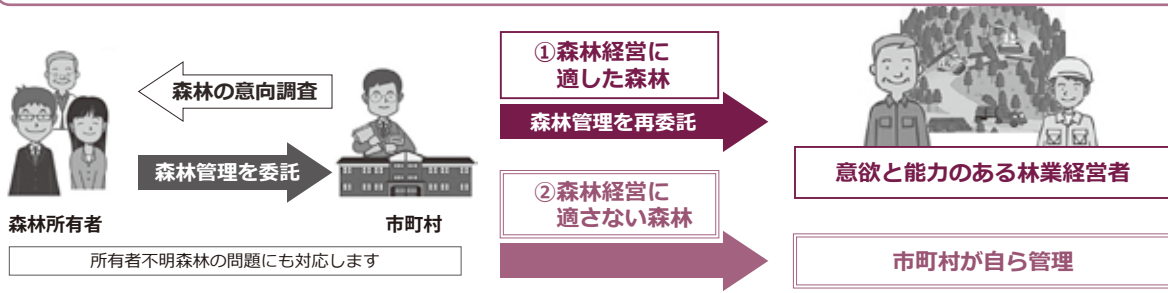 森林の意向調査
森林管理を委託
森林所有者
市町村
所有者不明森林の問題にも対応します
①森林経営に
適した森林
森林管理を再委託
意欲と能力のある林業経営者
②森林経営に
適さない森林
市町村が自ら管理